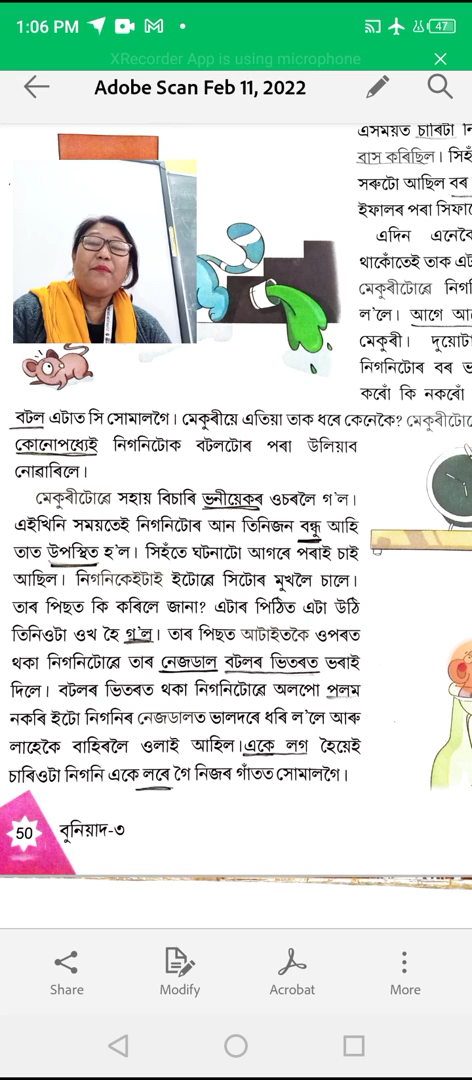 1:06 PM
47
XRecorder App is using microphone
Adobe Scan Feb 11, 2022
এসময়ত চাৰিটা
বাস কৰিছিল।
সৰুটো আছিল বৰ
ইফালৰ পৰা
এদিন
থাকোঁতেই তাক
মেকুৰীটোৱে
ল'লে। আগে
মেকুৰী। দুয়োটা
নিগনিটোৰ বৰ
কৰোঁ কি নকৰোঁ
বটল এটাত সি সোমালগৈ। মেকুৰীয়ে এতিয়া তাক ধৰে কেনেকৈ? মেকুৰীটোৱে
কোনোপধ্যেই নিগনিটোক বটলটোৰ পৰা উলিয়াব
নোৱাৰিলে।
মেকুৰীটোৱে সহায় বিচাৰি ভনীয়েকৰ ওচৰলৈ গ'ল।
এইখিনি সময়তেই নিগনিটোৰ আন তিনিজন বন্ধু আহি
তাত উপস্থিত হ'ল। সিহঁতে ঘটনাটো আগৰে পৰাই চাই
আছিল। নিগনিকেইটাই ইটোৱে সিটোৰ মুখলৈ চালে।
তাৰ পিছত কি কৰিলে জানা? এটাৰ পিঠিত এটা উঠি
তিনিওটা ওখ হৈ গ'ল। তাৰ পিছত আটাইতকৈ ওপৰত
থকা নিগনিটোৱে তাৰ নেজডাল বটলৰ ভিতৰত ভৰাই
দিলে। বটলৰ ভিতৰত থকা নিগনিটোৱে অলপো পলম
নকৰি ইটো নিগনিৰ নেজডালত ভালদৰে ধৰি ল'লে আৰু
লাহেকৈ বাহিৰলৈ ওলাই আহিল। একে লগ হৈয়েই
চাৰিওটা নিগনি একে লৰে গৈ নিজৰ গাঁতত সোমালগৈ।
50
বুনিয়াদ-৩
Share
Modify
Acrobat
More